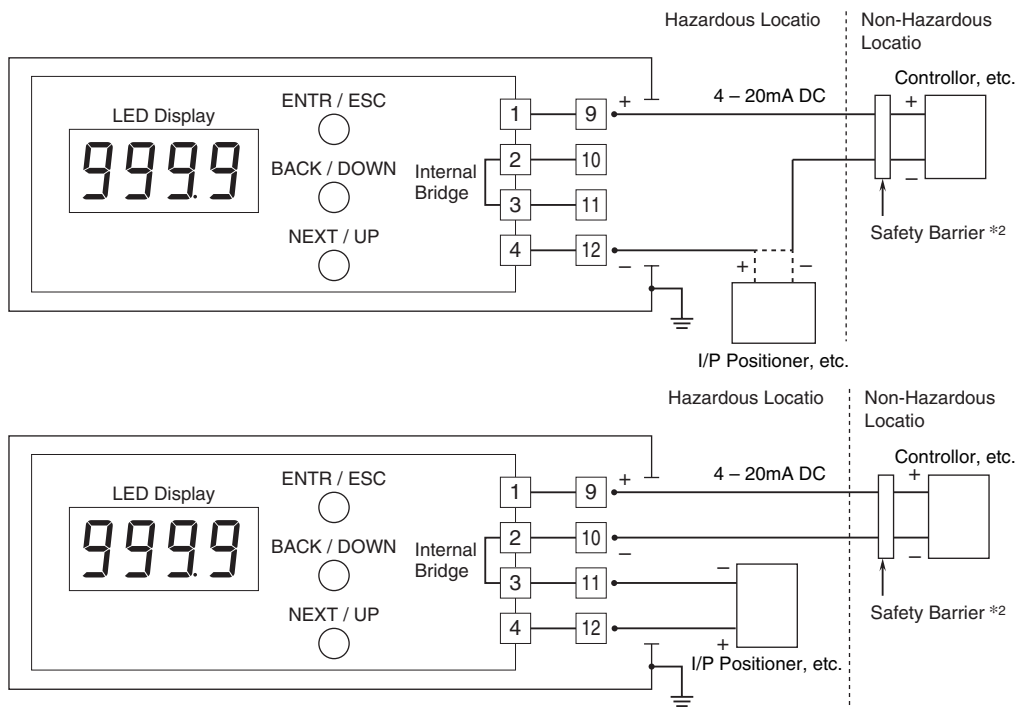 Hazardous Locatio
Non-Hazardous
Locatio
Controllor, etc.
ENTR / ESC
LED Display
999.9
BACK / DOWN
NEXT / UP
Internal
Bridge
1
2
3
4
9
10
11
12
+
–
4 – 20mA DC
+
–
Safety Barrier *2
+
–
I/P Positioner, etc.
Hazardous Locatio
Non-Hazardous
Locatio
Controllor, etc.
ENTR / ESC
LED Display
999.9
BACK / DOWN
NEXT / UP
Internal
Bridge
1
2
3
4
9
10
11
12
+
–
4 – 20mA DC
+
–
Safety Barrier *2
–
+
I/P Positioner, etc.